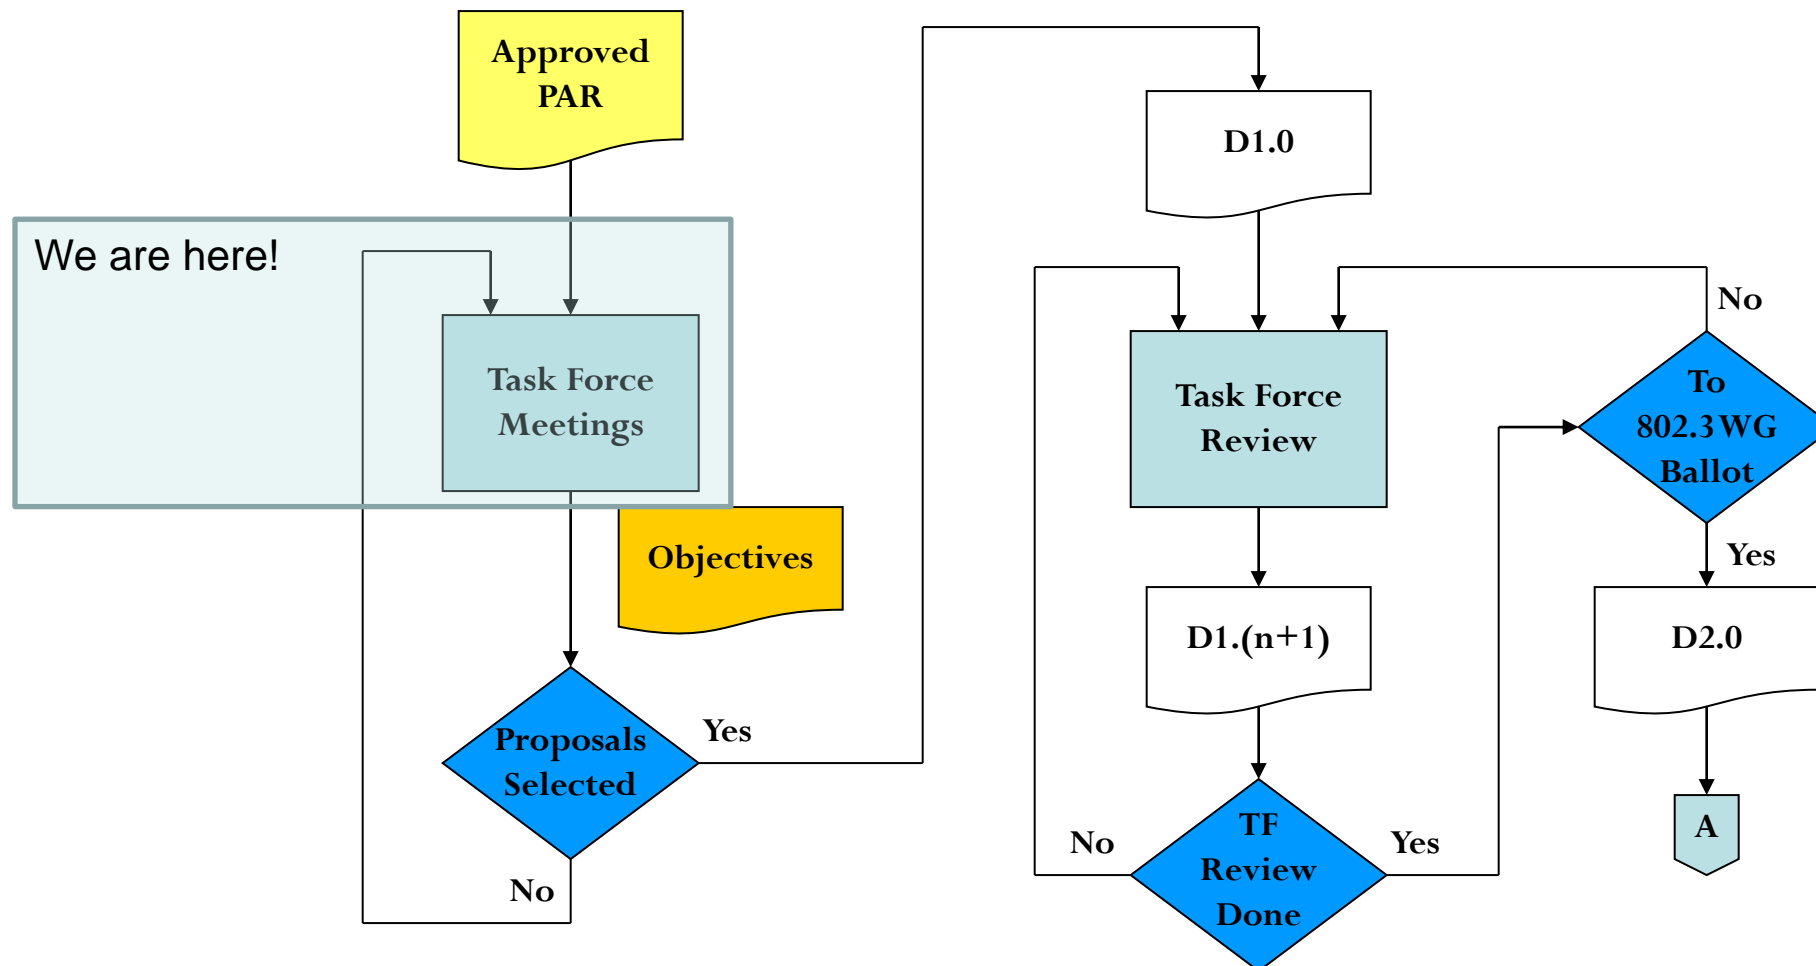 Approved
PAR
We are here!
Task Force
Meetings
Objectives
Proposals
Selected
Yes
No
D1.0
Task Force
Review
D1.(n+1)
TF
Review
Done
No
Yes
To
802.3 WG
Ballot
No
Yes
D2.0
A